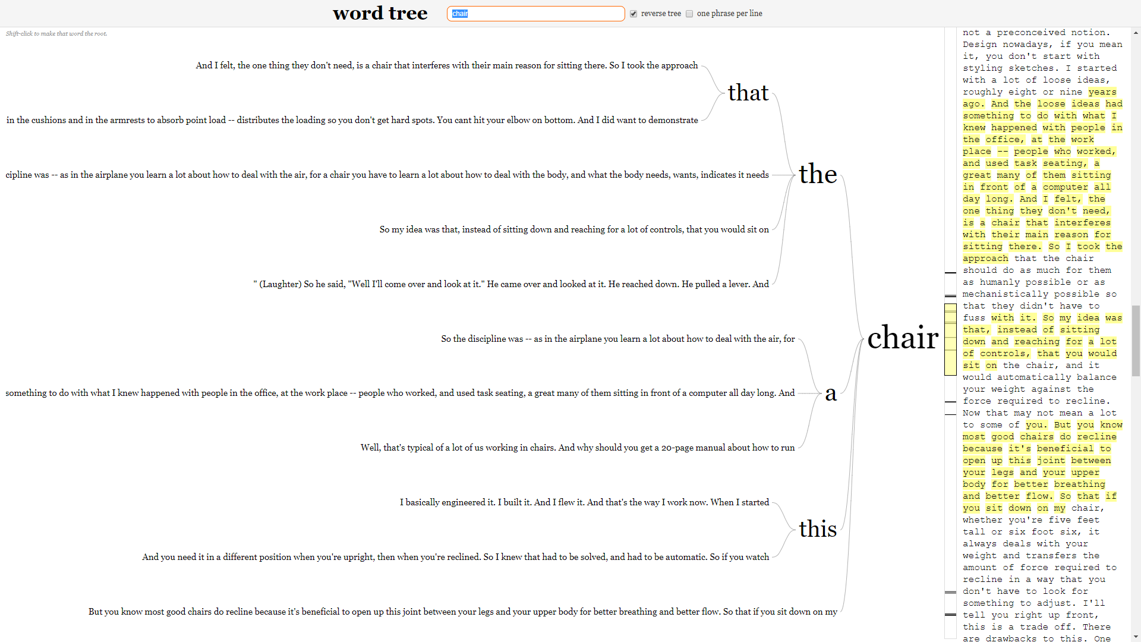 word tree
chair
reverse tree
one phrase per line
Shift-click to make that word the root.
And I felt, the one thing they don't need, is a chair that interferes with their main reason for sitting there. So I took the approach
that
in the cushions and in the armrests to absorb point load -- distributes the loading so you don't get hard spots. You cant hit your elbow on bottom. And I did want to demonstrate
cipline was -- as in the airplane you learn a lot about how to deal with the air, for a chair you have to learn a lot about how to deal with the body, and what the body needs, wants, indicates it needs
the
So my idea was that, instead of sitting down and reaching for a lot of controls, that you would sit on
" (Laughter) So he said, "Well I'll come over and look at it." He came over and looked at it. He reached down. He pulled a lever. And
chair
So the discipline was -- as in the airplane you learn a lot about how to deal with the air, for
something to do with what I knew happened with people in the office, at the work place -- people who worked, and used task seating, a great many of them sitting in front of a computer all day long. And
a
Well, that's typical of a lot of us working in chairs. And why should you get a 20-page manual about how to run
I basically engineered it. I built it. And I flew it. And that's the way I work now. When I started
this
And you need it in a different position when you're upright, then when you're reclined. So I knew that had to be solved, and had to be automatic. So if you watch
But you know most good chairs do recline because it's beneficial to open up this joint between your legs and your upper body for better breathing and better flow. So that if you sit down on my
not a preconceived notion.
Design nowadays, if you mean
it, you don't start with
styling sketches. I started
with a lot of loose ideas,
roughly eight or nine years
ago. And the loose ideas had
something to do with what I
knew happened with people in
the office, at the work
place -- people who worked,
and used task seating, a
great many of them sitting
in front of a computer all
day long. And I felt, the
one thing they don't need,
is a chair that interferes
with their main reason for
sitting there. So I took the
approach that the chair
should do as much for them
as humanly possible or as
mechanistically possible so
that they didn't have to
fuss with it. So my idea was
that, instead of sitting
down and reaching for a lot
of controls, that you would
sit on the chair, and it
would automatically balance
your weight against the
force required to recline.
Now that may not mean a lot
to some of you. But you know
most good chairs do recline
because it's beneficial to
open up this joint between
your legs and your upper
body for better breathing
and better flow. So that if
you sit down on my chair,
whether you're five feet
tall or six foot six, it
always deals with your
weight and transfers the
amount of force required to
recline in a way that you
don't have to look for
something to adjust. I'll
tell you right up front,
this is a trade off. There
are drawbacks to this. One